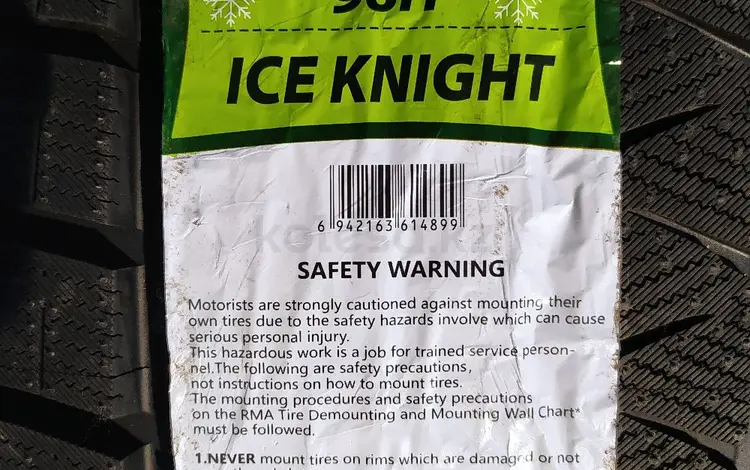 ICE KNIGHT
6 942163 614899
SAFETY WARNING
Motorists are strongly cautioned against mounting their
own tires due to the safety hazards involve which can cause
serious personal injury.
This hazardous work is a job for trained service person-
nel.The following are safety precautions,
not instructions on how to mount tires.
The mounting procedures and safety precautions
on the RMA Tire Demounting and Mounting Wall Chart*
must be followed.
1.NEVER mount tires on rims which are damaged or not